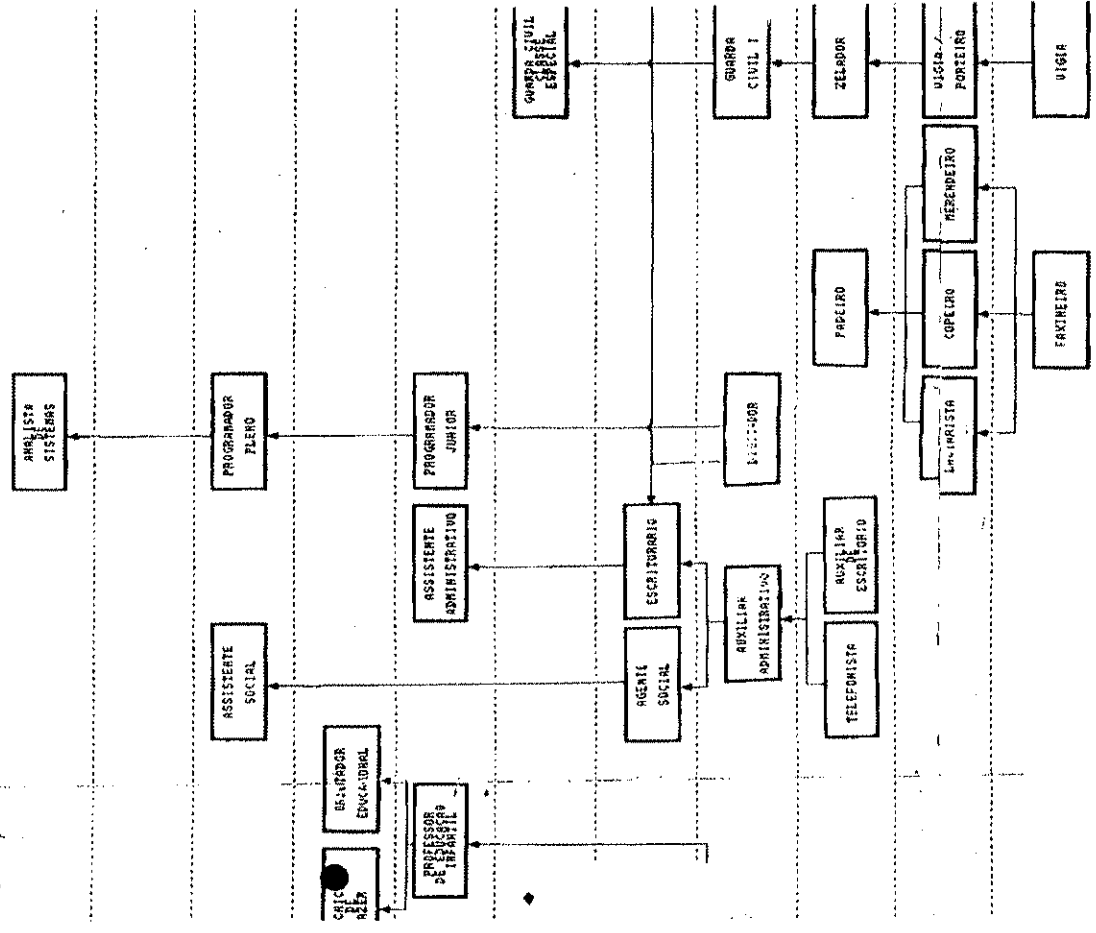 ANALISTA
DE
SISTEMAS
ASSISTENTE
SOCIAL
PROGRAMADOR
PLENO
DE
EDUCACIONAL
PROFESSOR
DE EDUCACAO
INFANTIL
ASSISTENTE
ADMINISTRATIVO
PROGRAMADOR
JUNIOR
GUARDA CIVIL
CLASSE
ESPECIAL
AGENTE
SOCIAL
ESCRITURARIO
AUXILIAR
ADMINISTRATIVO
GUARDA
CIVIL I
TELEFONISTA
AUXILIAR
DE
ESCRITORIO
PADEIRO
ZELADOR
COPEIRO
MERENDEIRO
VIGIA /
PORTEIRO
FAXINEIRO
VIGIA